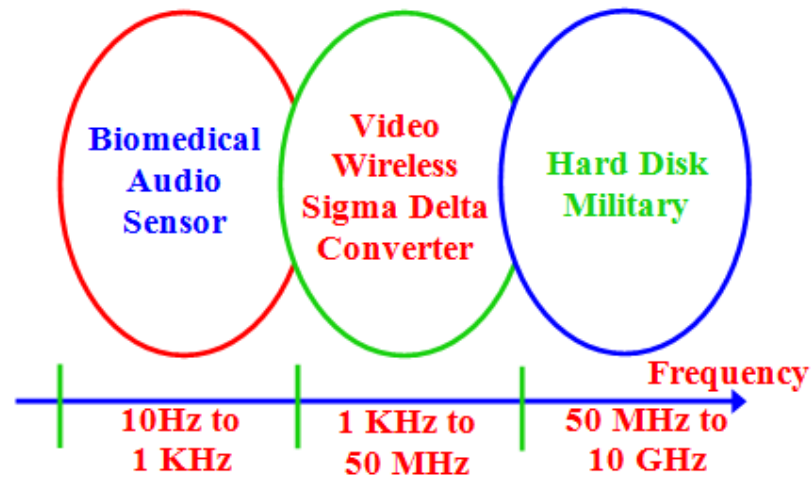 Biomedical
Audio
Sensor
Video
Wireless
Sigma Delta
Converter
Hard Disk
Military
Frequency
10Hz to
1 KHz
1 KHz to
50 MHz
50 MHz to
10 GHz